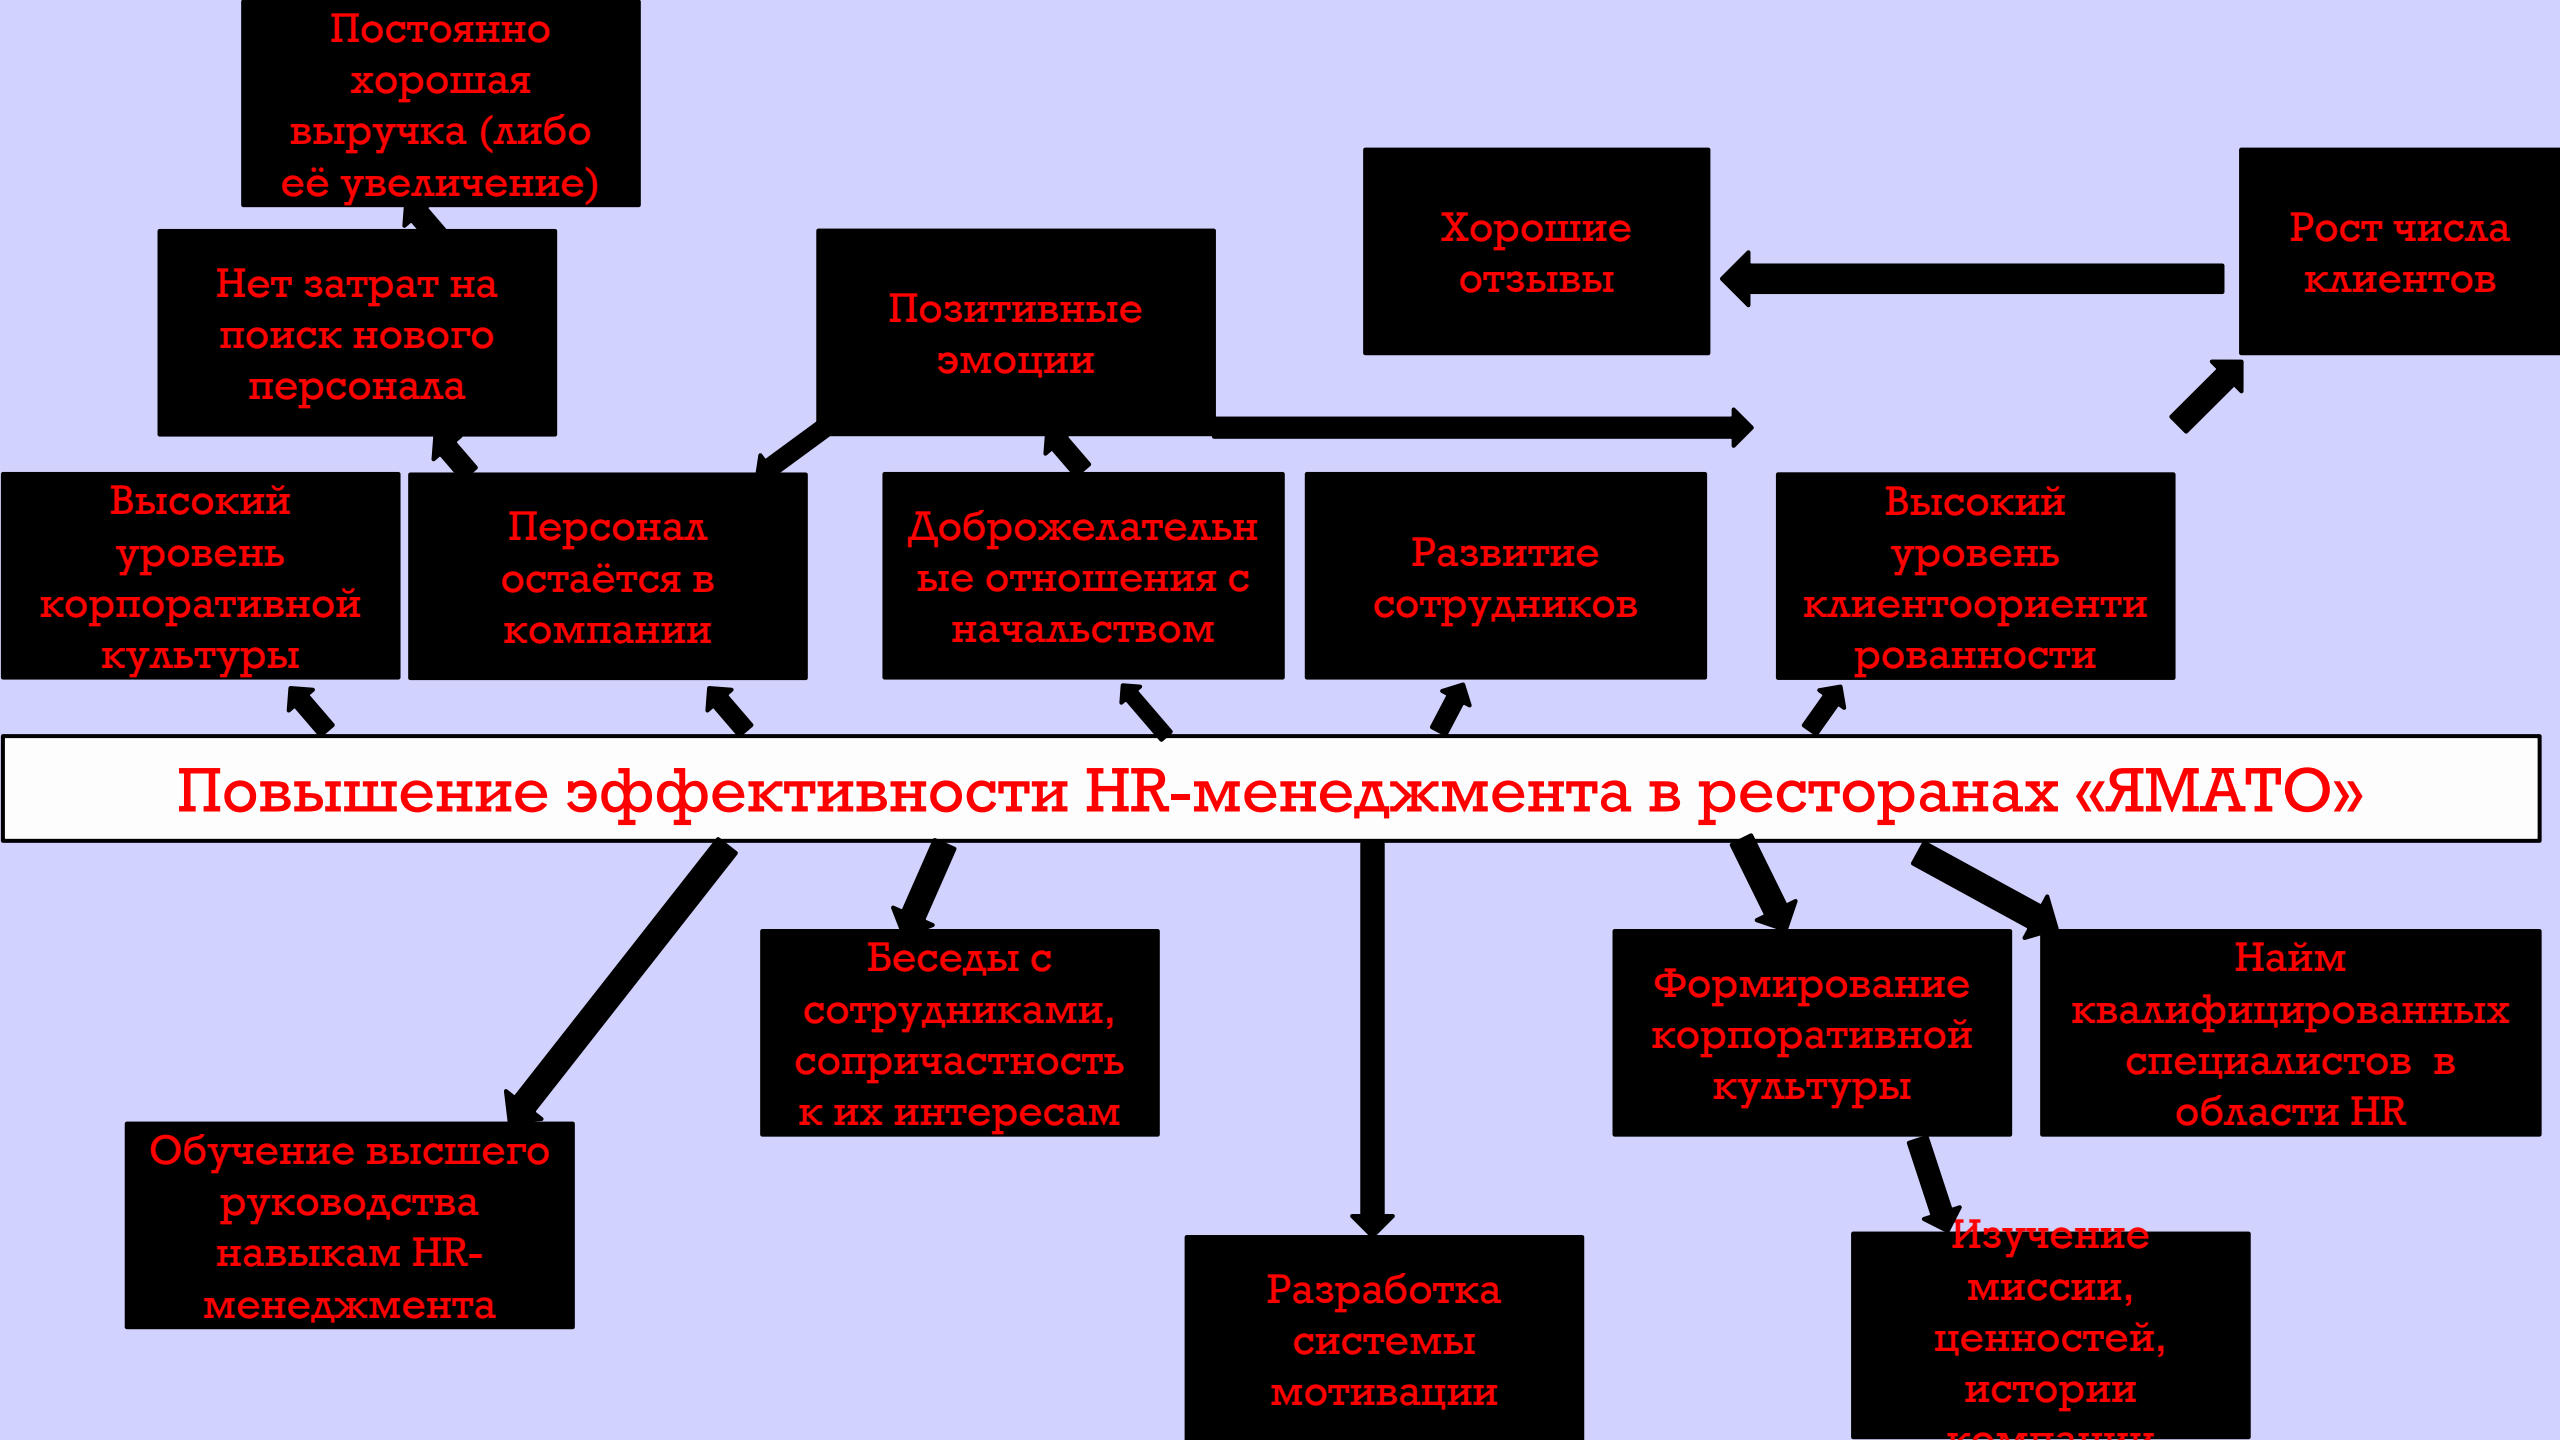 Постоянно
хорошая
выручка (либо
её увеличение)
Хорошие
отзывы
Рост числа
клиентов
Нет затрат на
поиск нового
персонала
Позитивные
эмоции
Высокий
уровень
корпоративной
культуры
Персонал
остаётся в
компании
Доброжелательн
ые отношения с
начальством
Развитие
сотрудников
Высокий
уровень
клиентоориенти
рованности
Повышение эффективности HR-менеджмента в ресторанах «ЯМАТО»
Беседы с
сотрудниками,
сопричастность
к их интересам
Формирование
корпоративной
культуры
Найм
квалифицированных
специалистов в
области HR
Обучение высшего
руководства
навыкам HR-
менеджмента
Разработка
системы
мотивации
Изучение
миссии,
ценностей,
истории
компании